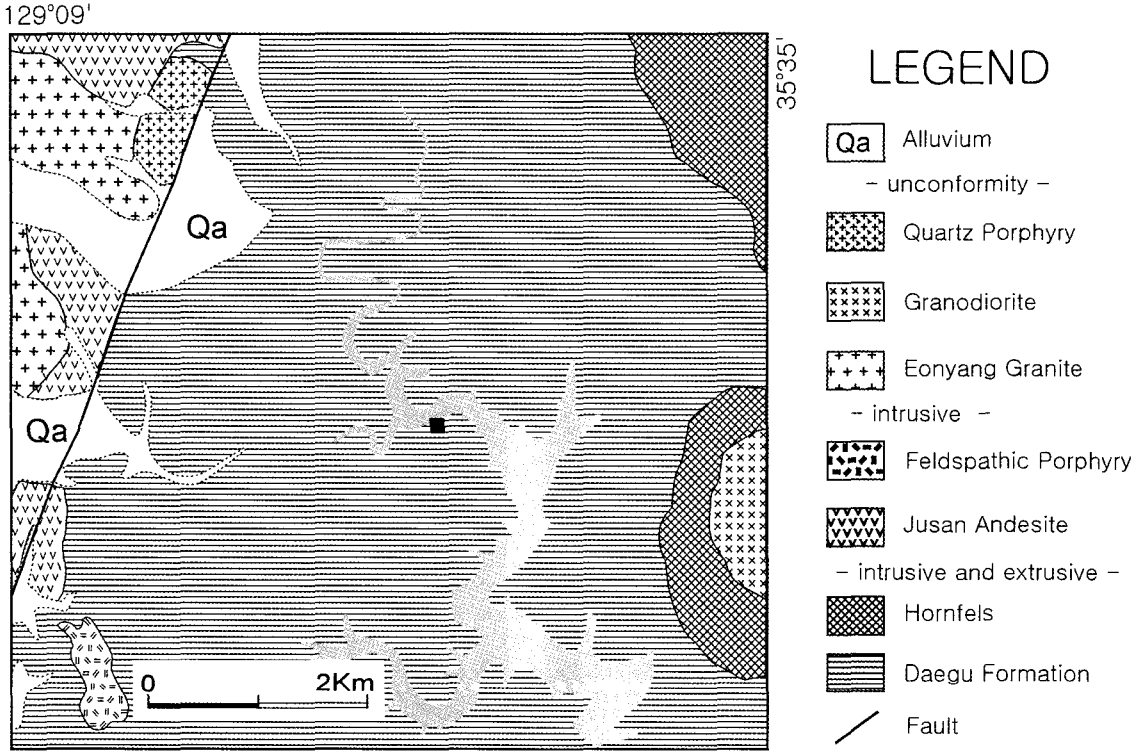 129°09'
35°35'
Qa
Qa
0 2Km
LEGEND
Qa Alluvium
- unconformity -
Quartz Porphyry
Granodiorite
Eonyang Granite
- intrusive -
Feldspathic Porphyry
Jusan Andesite
- intrusive and extrusive -
Hornfels
Daegu Formation
Fault